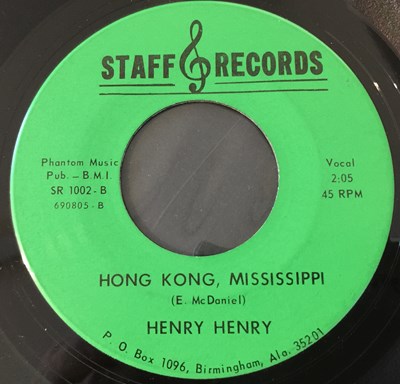 STAFF RECORDS
Phantom Music
Pub. – B.M.I.
SR 1002-B
690805 - B
Vocal
2:05
45 RPM
HONG KONG, MISSISSIPPI
(E. McDaniel)
HENRY HENRY
P. O. Box 1096, Birmingham, Ala. 35201